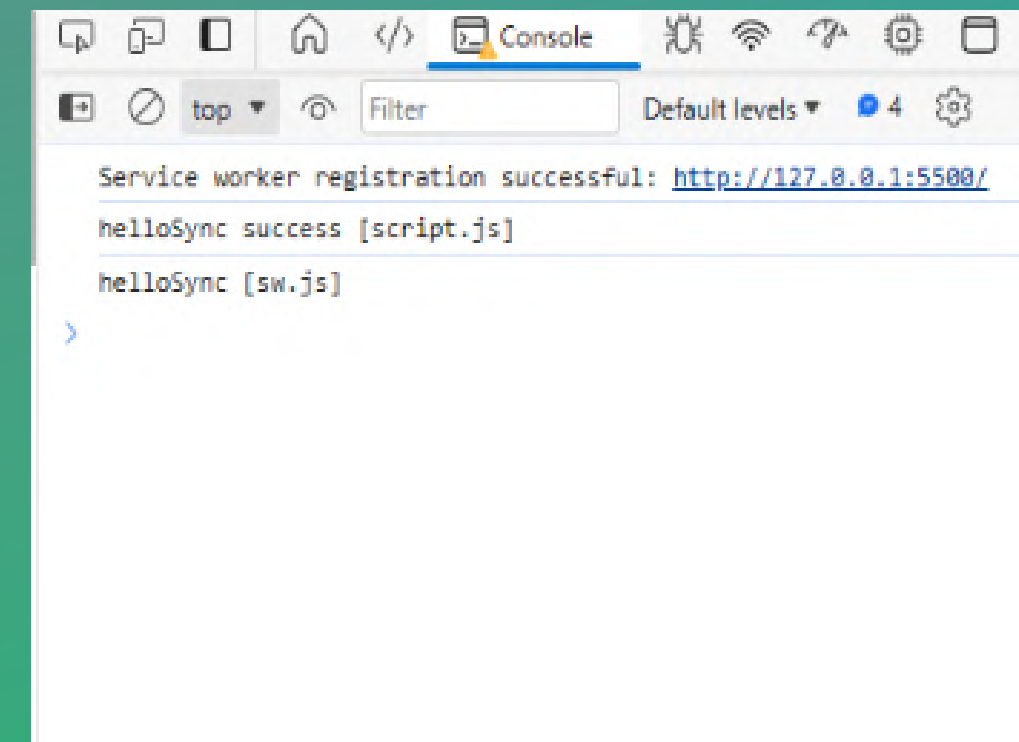 Console
top Filter Default levels 4
Service worker registration successful: http://127.0.0.1:5500/
helloSync success [script.js]
helloSync [sw.js]